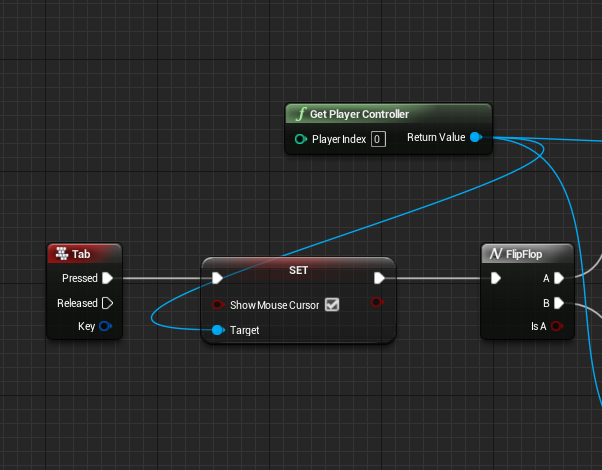 f Get Player Controller
Player Index 0 Return Value
Tab
Pressed
Released
Key
SET
Show Mouse Cursor
Target
FlipFlop
A
B
Is A